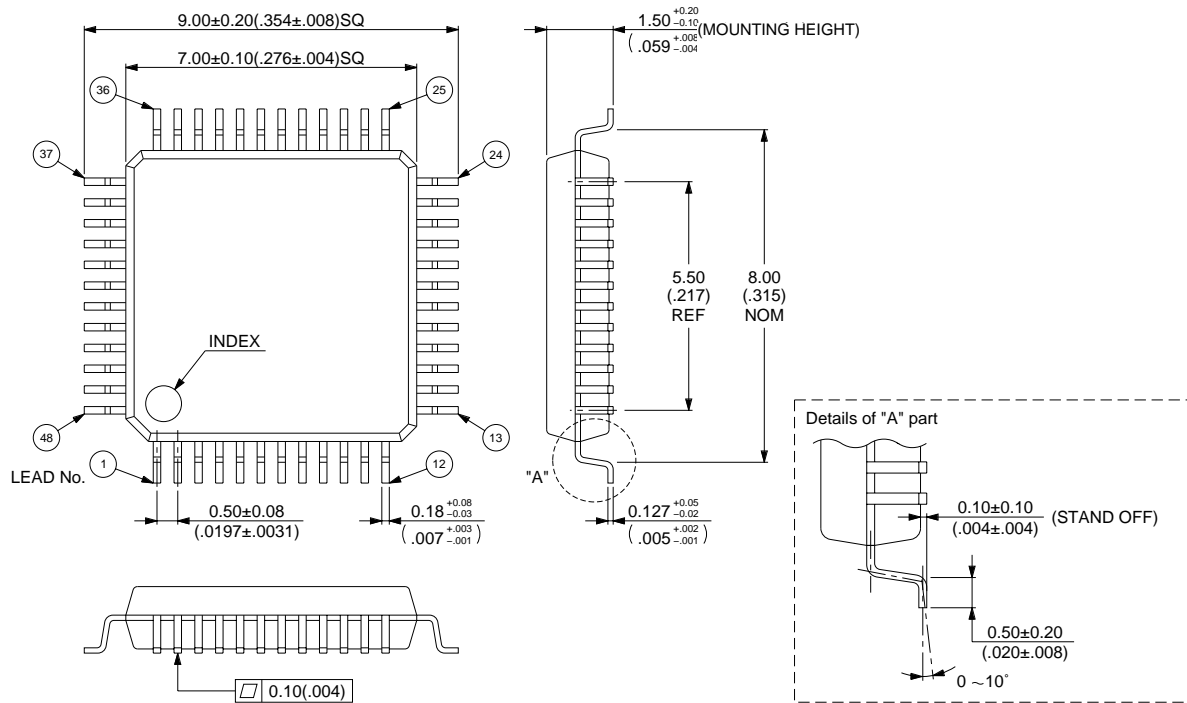 9.00±0.20(.354±.008)SQ
7.00±0.10(.276±.004)SQ
1.50 +0.20 -0.10 (MOUNTING HEIGHT)
( .059 +.008 -.004
36
25
37
24
INDEX
5.50
(.217)
REF
8.00
(.315)
NOM
48
13
LEAD No.
1
12
"A"
0.50±0.08
(.0197±.0031)
0.18 +0.08 -0.03
( .007 +.003 -.001 )
0.127 +0.05 -0.02
( .005 +.002 -.001 )
Details of "A" part
0.10±0.10 (STAND OFF)
(.004±.004)
0.50±0.20
(.020±.008)
0 ~10°
0.10(.004)